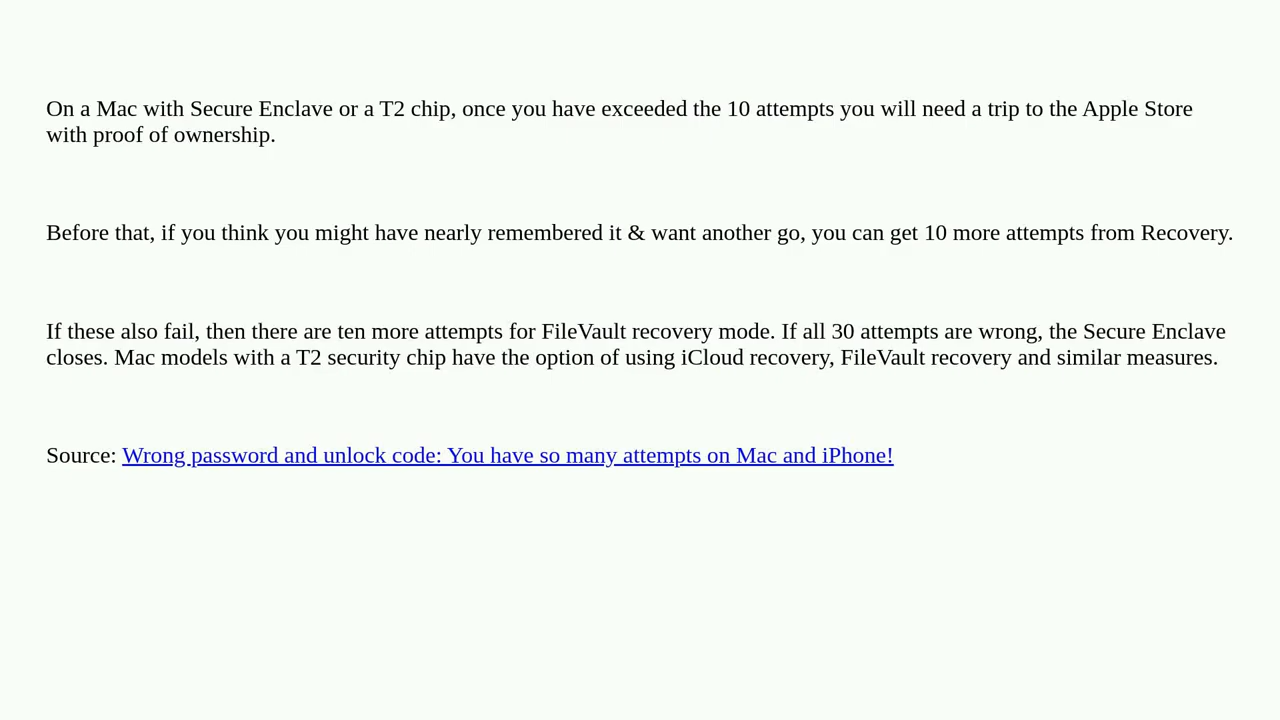 On a Mac with Secure Enclave or a T2 chip, once you have exceeded the 10 attempts you will need a trip to the Apple Store
with proof of ownership.
Before that, if you think you might have nearly remembered it & want another go, you can get 10 more attempts from Recovery.
If these also fail, then there are ten more attempts for FileVault recovery mode. If all 30 attempts are wrong, the Secure Enclave
closes. Mac models with a T2 security chip have the option of using iCloud recovery, FileVault recovery and similar measures.
Source: Wrong password and unlock code: You have so many attempts on Mac and iPhone!